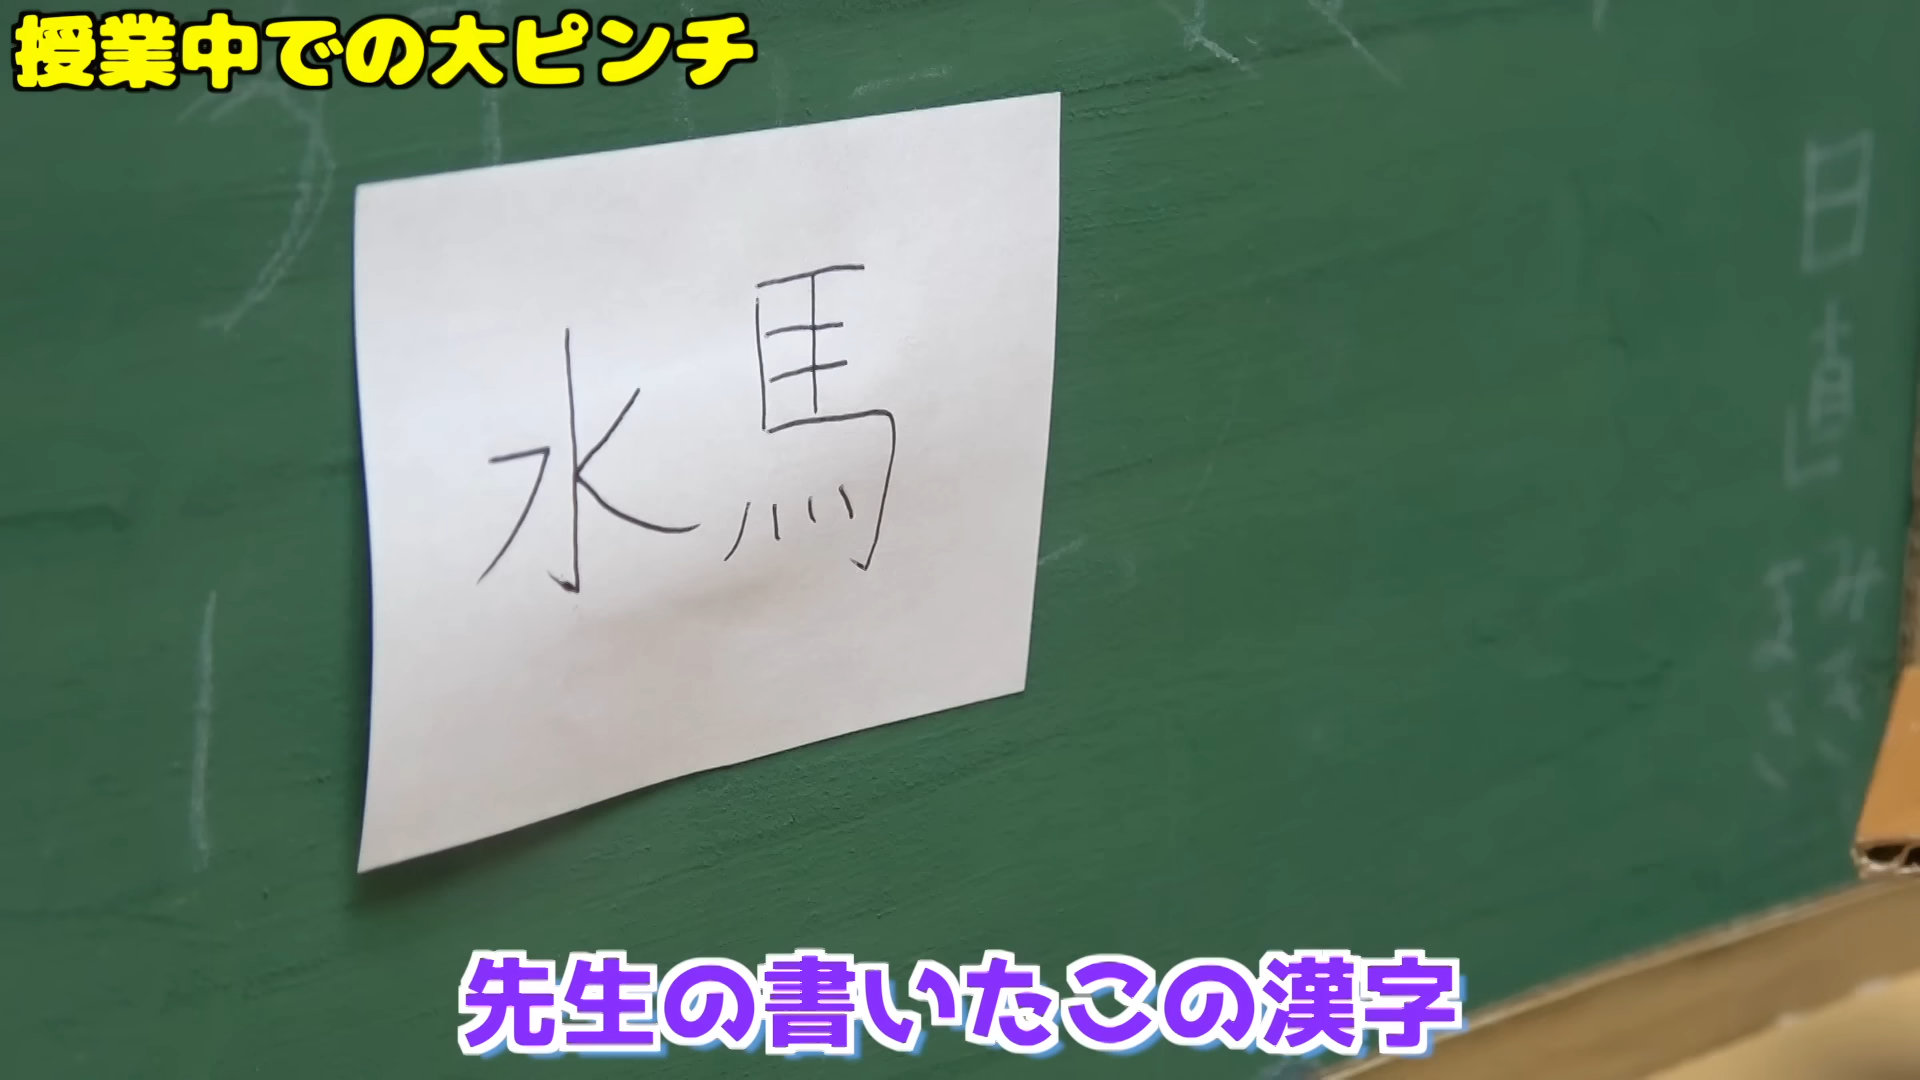 授業中での大ピンチ
水馬
日直
先生の書いたこの漢字